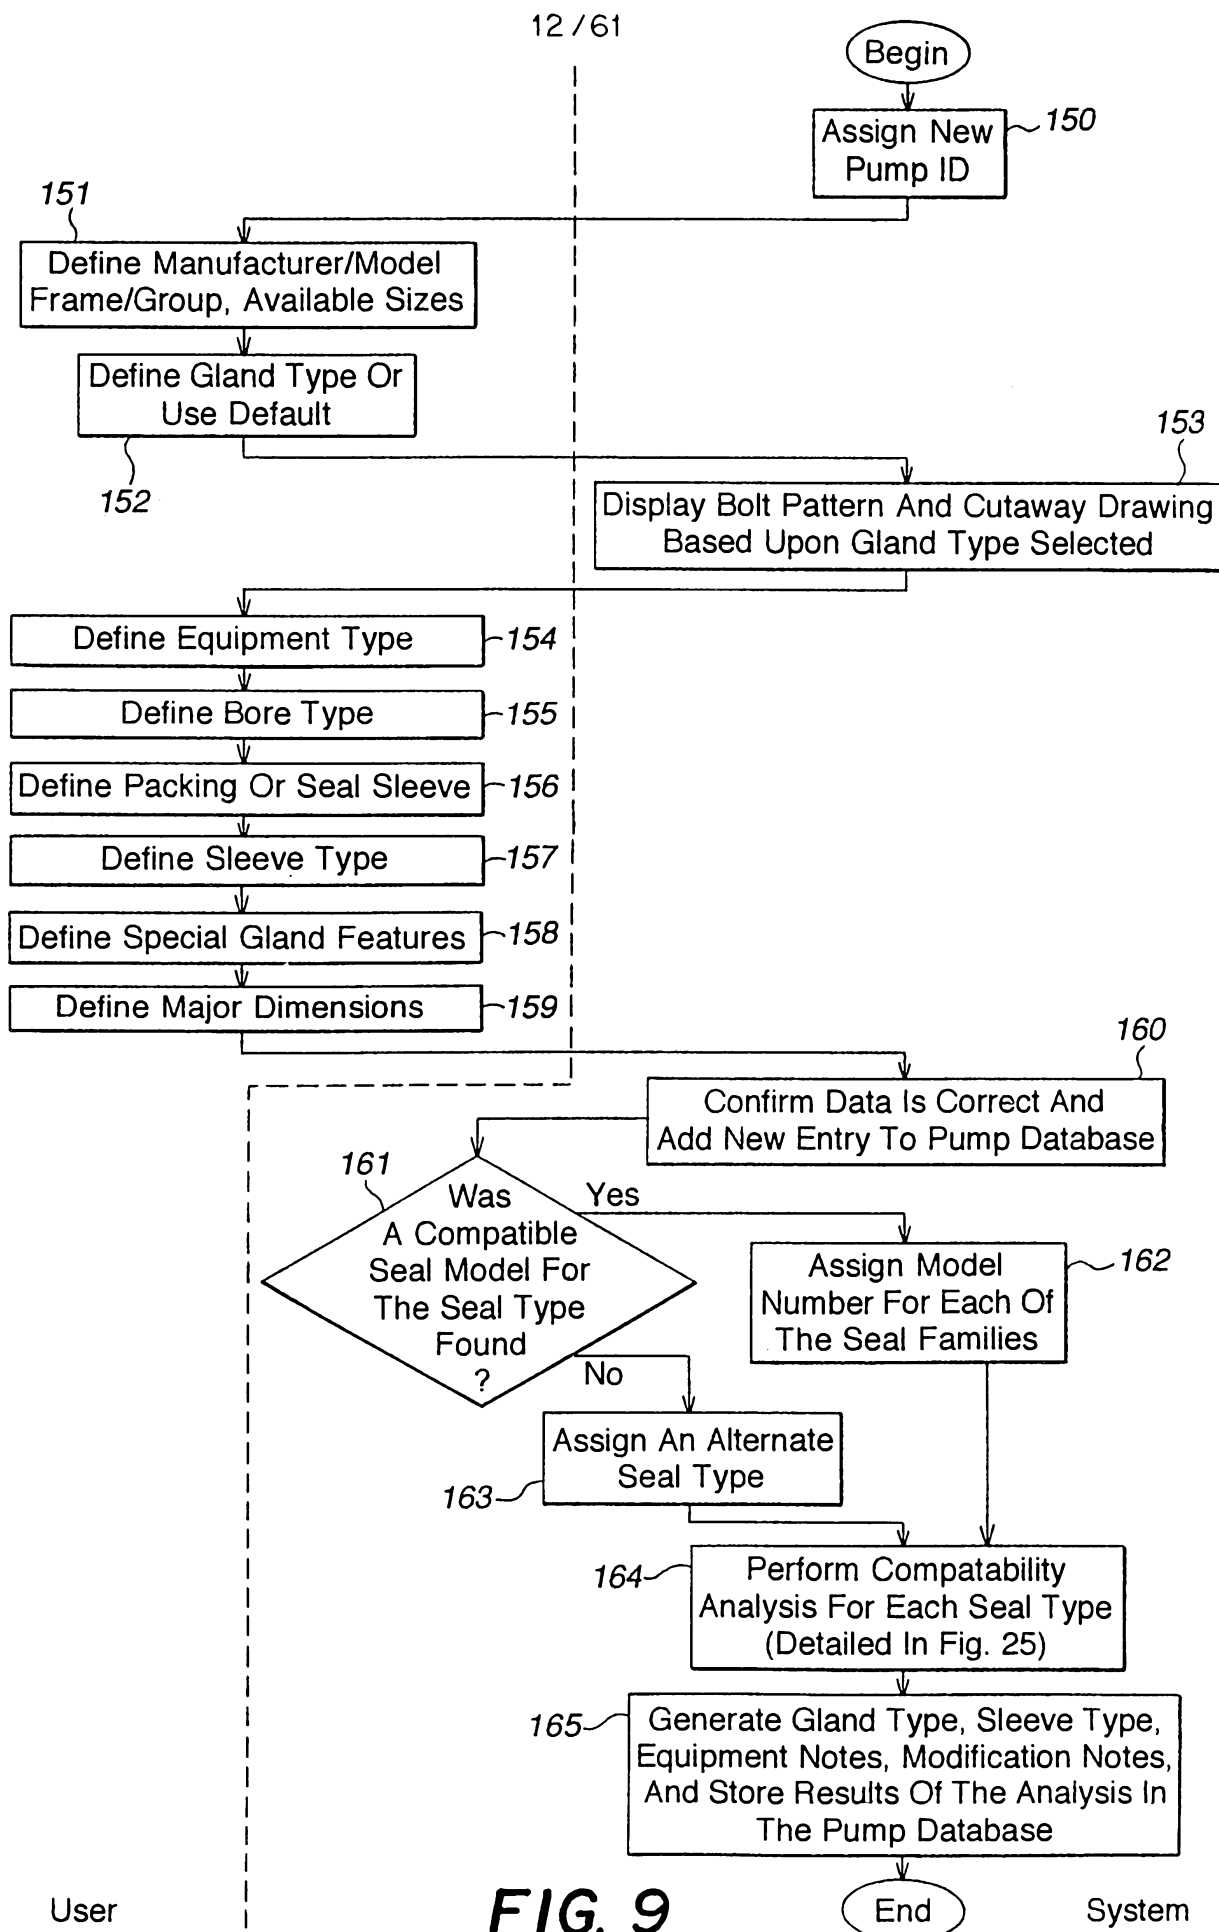 12/61
Begin
Assign New
Pump ID
150
151
Define Manufacturer/Model
Frame/Group, Available Sizes
Define Gland Type Or
Use Default
152
153
Display Bolt Pattern And Cutaway Drawing
Based Upon Gland Type Selected
Define Equipment Type
154
Define Bore Type
155
Define Packing Or Seal Sleeve
156
Define Sleeve Type
157
Define Special Gland Features
158
Define Major Dimensions
159
160
Confirm Data Is Correct And
Add New Entry To Pump Database
161
Was
A Compatible
Seal Model For
The Seal Type
Found
?
Yes
No
Assign Model
Number For Each Of
The Seal Families
162
Assign An Alternate
Seal Type
163
164
Perform Compatability
Analysis For Each Seal Type
(Detailed In Fig. 25)
165
Generate Gland Type, Sleeve Type,
Equipment Notes, Modification Notes,
And Store Results Of The Analysis In
The Pump Database
User
FIG. 9
End
System